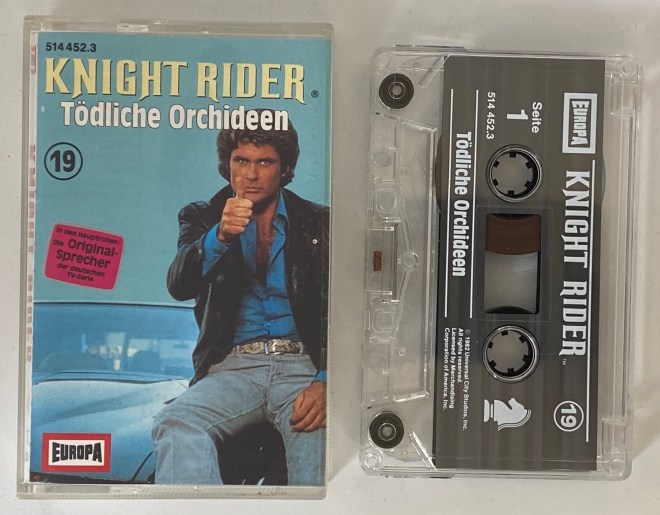 514 452.3
KNIGHT RIDER®
Tödliche Orchideen
19
in den Hauptrollen:
die Original-
Sprecher
der deutschen
TV-Serie
EUROPA
EUROPA
KNIGHT RIDER™
19
Seite
1
514 452.3
Tödliche Orchideen
© 1982 Universal City Studios, Inc.
All rights reserved
Licensed by Merchandising
Corporation of America, Inc.